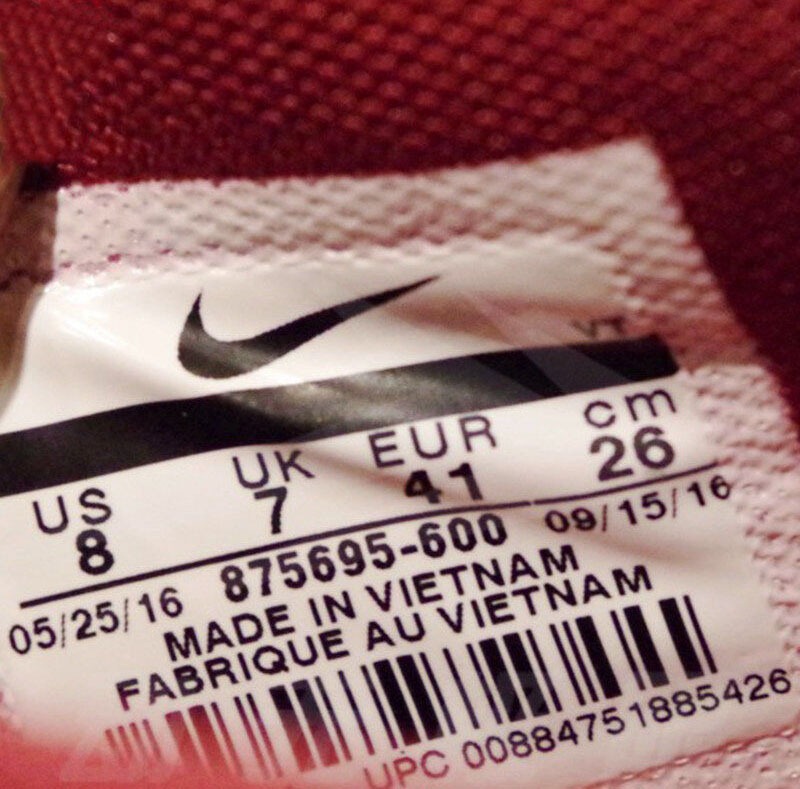 VT
US UK EUR cm
8 7 41 26
05/25/16 875695-600 09/15/16
MADE IN VIETNAM
FABRIQUE AU VIETNAM
UPC 00884751885426